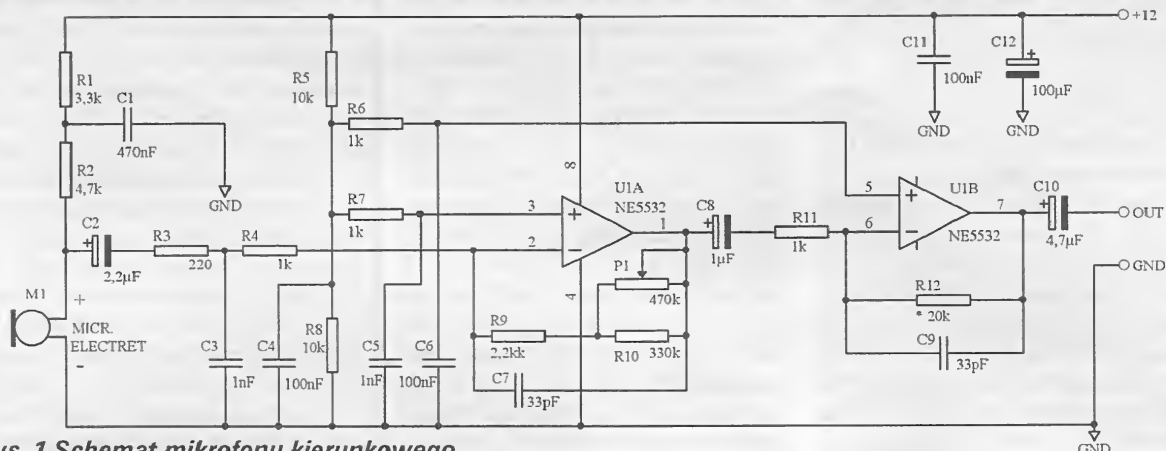 +12
C11
100nF
GND
C12
+
100µF
GND
R1
3,3k
C1
470nF
GND
R2
4,7k
R5
10k
R6
1k
R7
1k
8
U1A
NE5532
3
+
2
−
1
4
C8
+
1µF
R11
1k
5
+
6
−
7
U1B
NE5532
C10
+
4,7µF
OUT
GND
C2
+
2,2µF
R3
220
R4
1k
P1
470k
R12
* 20k
C9
33pF
M1
+
MICR.
ELECTRET
-
C3
1nF
C4
100nF
R8
10k
C5
1nF
C6
100nF
R9
2,2kk
R10
330k
C7
33pF
GND
ys. 1 Schemat mikrofonu kierunkowego